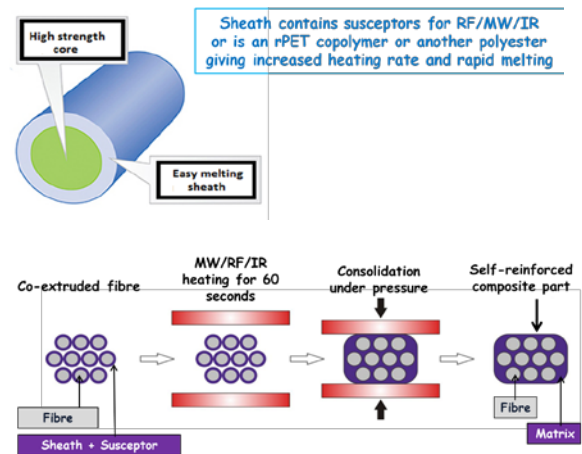 High strength
core
Sheath contains susceptors for RF/MW/IR
or is an rPET copolymer or another polyester
giving increased heating rate and rapid melting
Easy melting
sheath
Co-extruded fibre
MW/RF/IR
heating for 60
seconds
Consolidation
under pressure
Self-reinforced
composite part
Fibre
Sheath + Susceptor
Fibre
Matrix